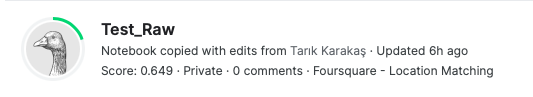 Test_Raw
Notebook copied with edits from Tarık Karakaş · Updated 6h ago
Score: 0.649 · Private · 0 comments · Foursquare - Location Matching